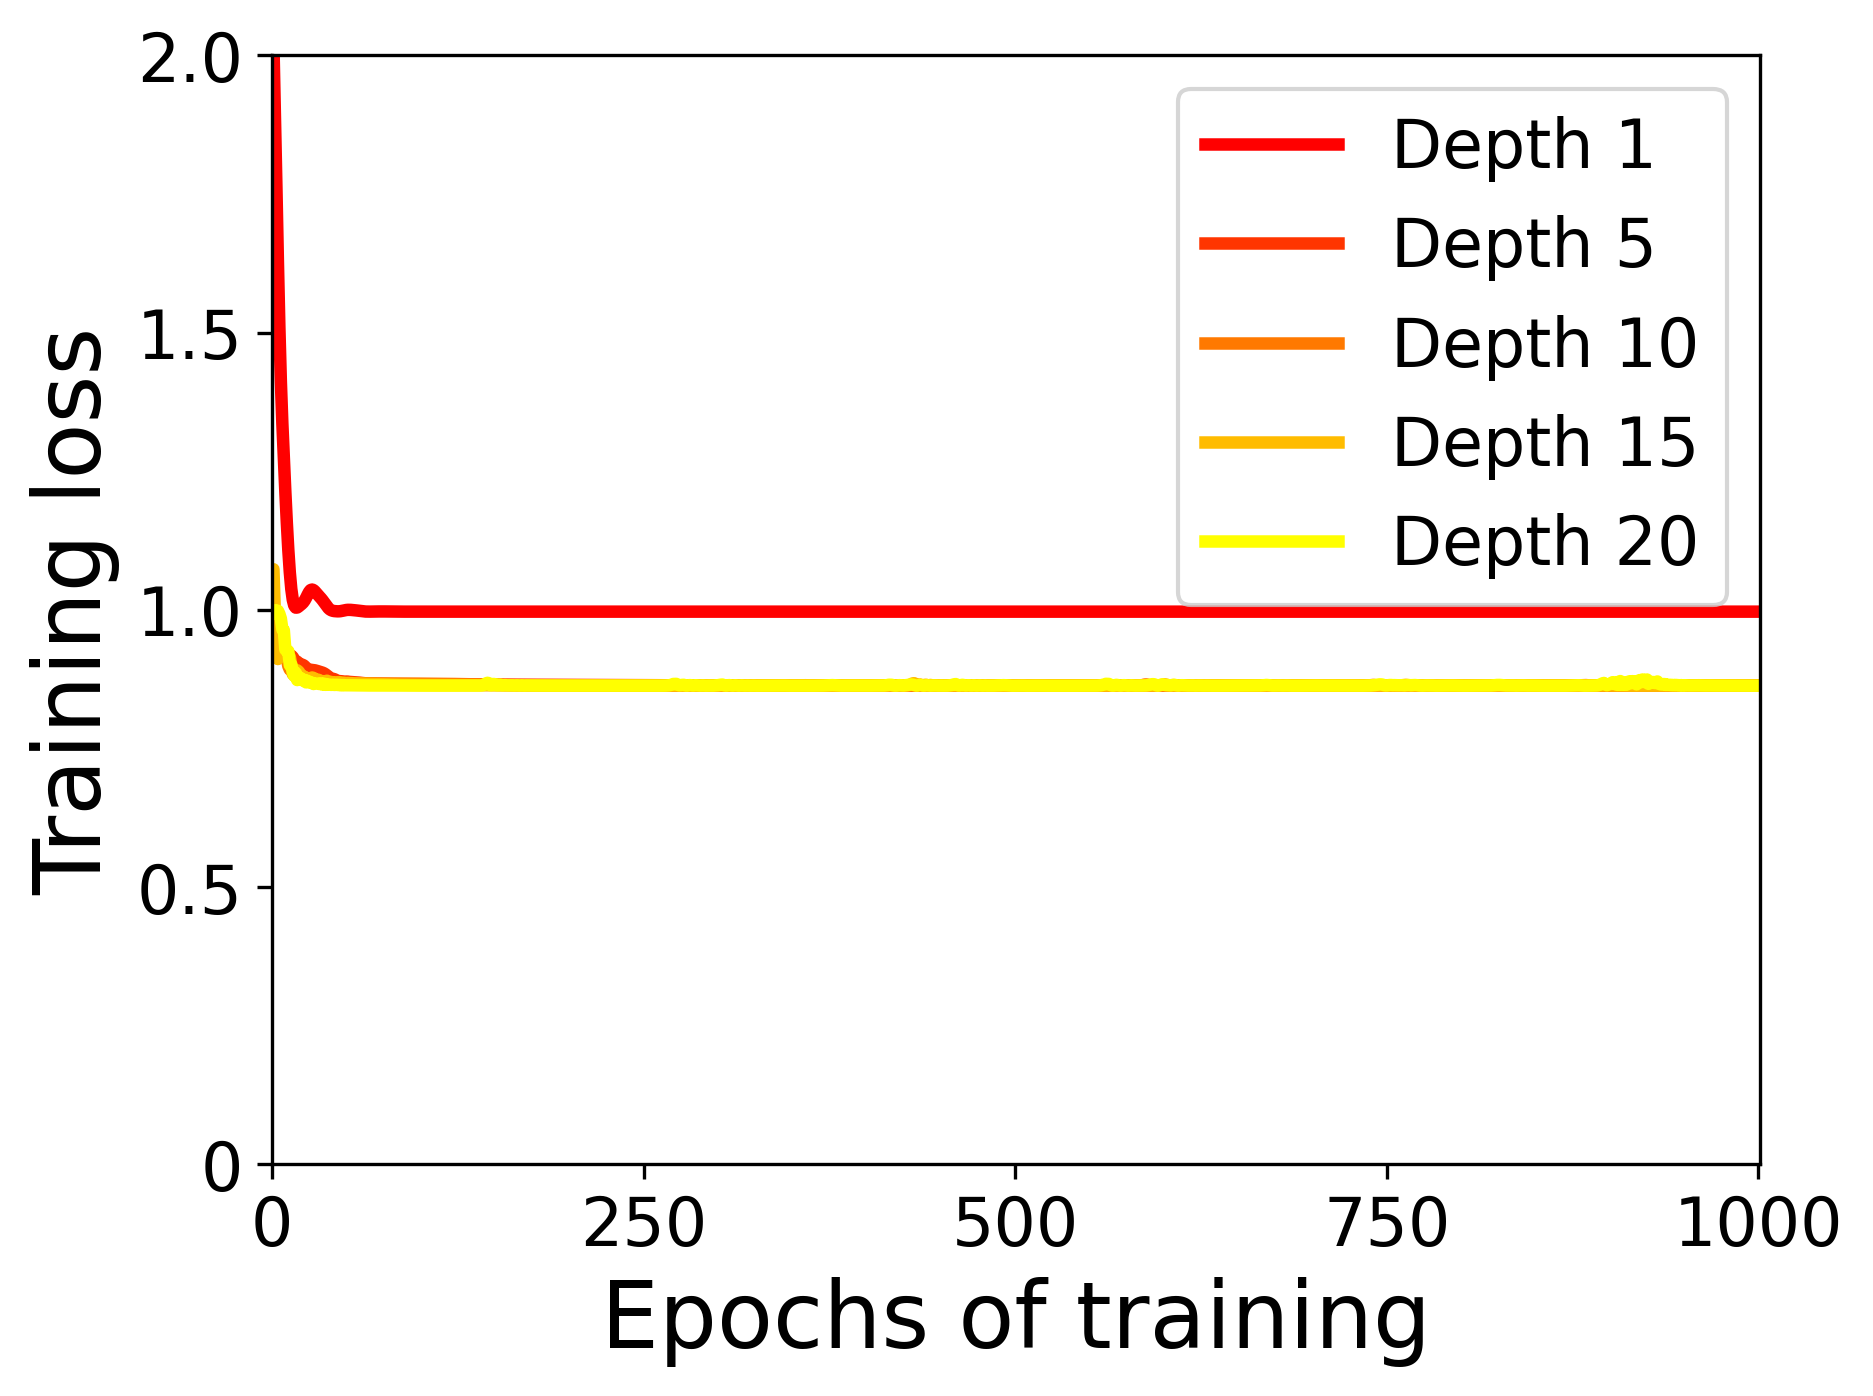 2.0
1.5
1.0
0.5
0
Training loss
Depth 1
Depth 5
Depth 10
Depth 15
Depth 20
0 250 500 750 1000
Epochs of training